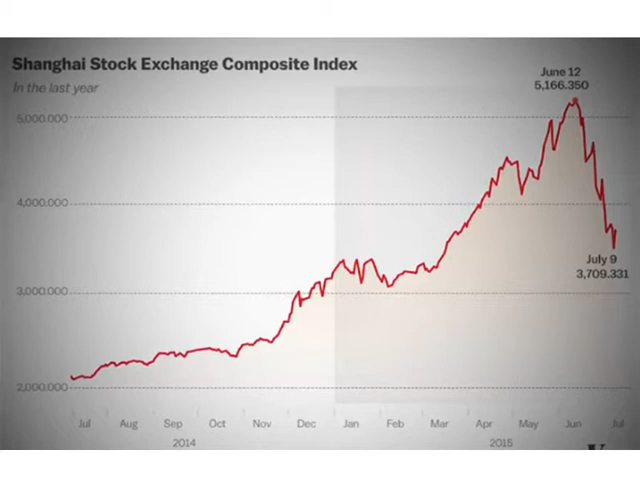 Shanghai Stock Exchange Composite Index
In the last year
June 12
5,166.350
5,000.000
4,000.000
3,000.000
2,000.000
July 9
3,709.331
Jul Aug Sep Oct Nov Dec Jan Feb Mar Apr May Jun Jul
2014 2015